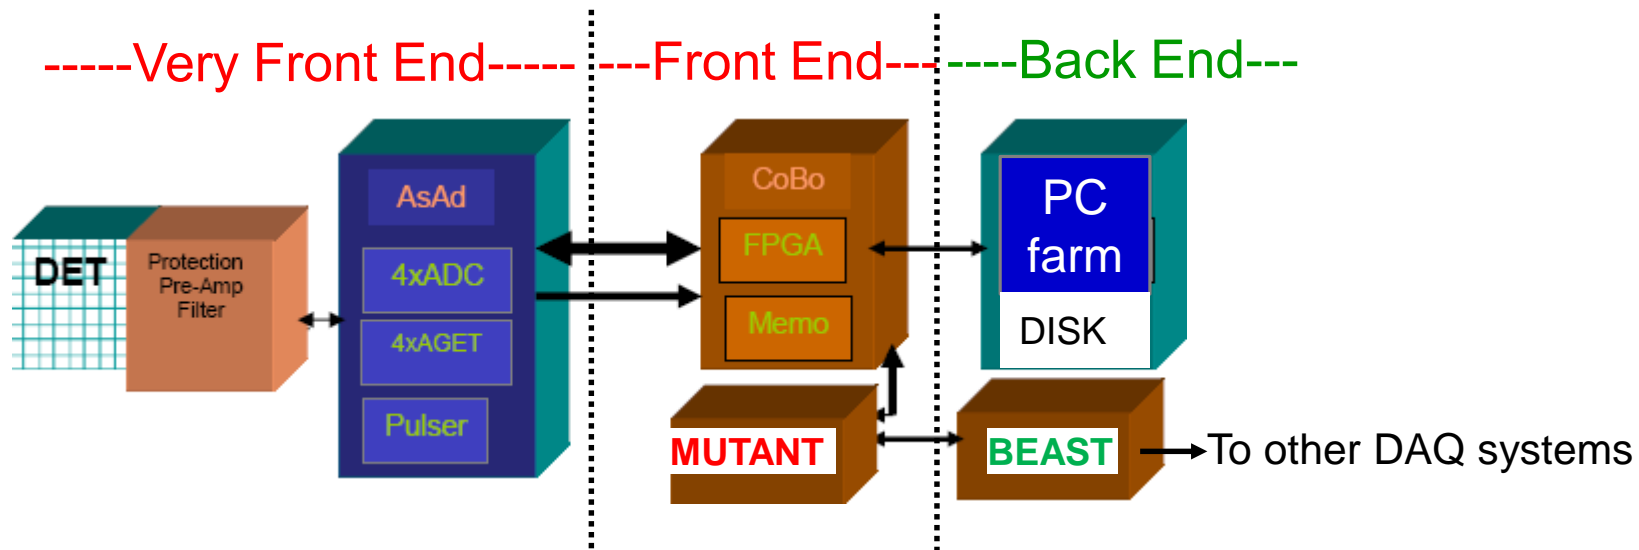 -----Very Front End-----
---Front End---
----Back End---
DET
Protection
Pre-Amp
Filter
AsAd
4xADC
4xAGET
Pulser
CoBo
FPGA
Memo
MUTANT
PC
farm
DISK
BEAST
To other DAQ systems